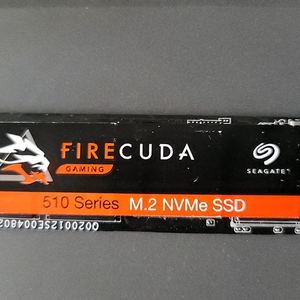 FIRECUDA
GAMING
SEAGATE
510 Series M.2 NVMe SSD